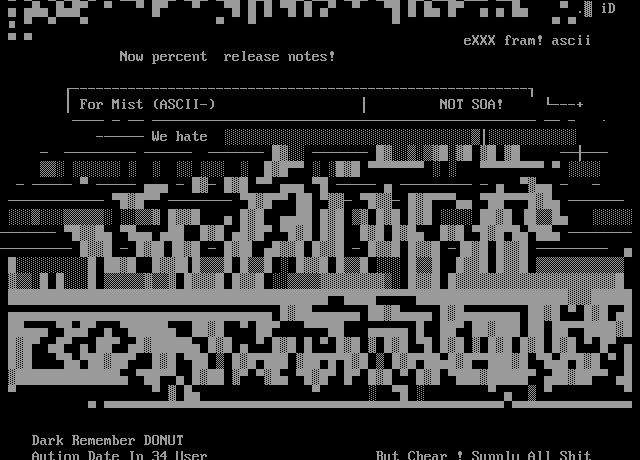 iD
eXXX fram! ascii
Now percent release notes!
For Mist (ASCII-) NOT SOA!
We hate
Dark Remember DONUT
Aution Date In 34 User But Chear ! Supply All Shit